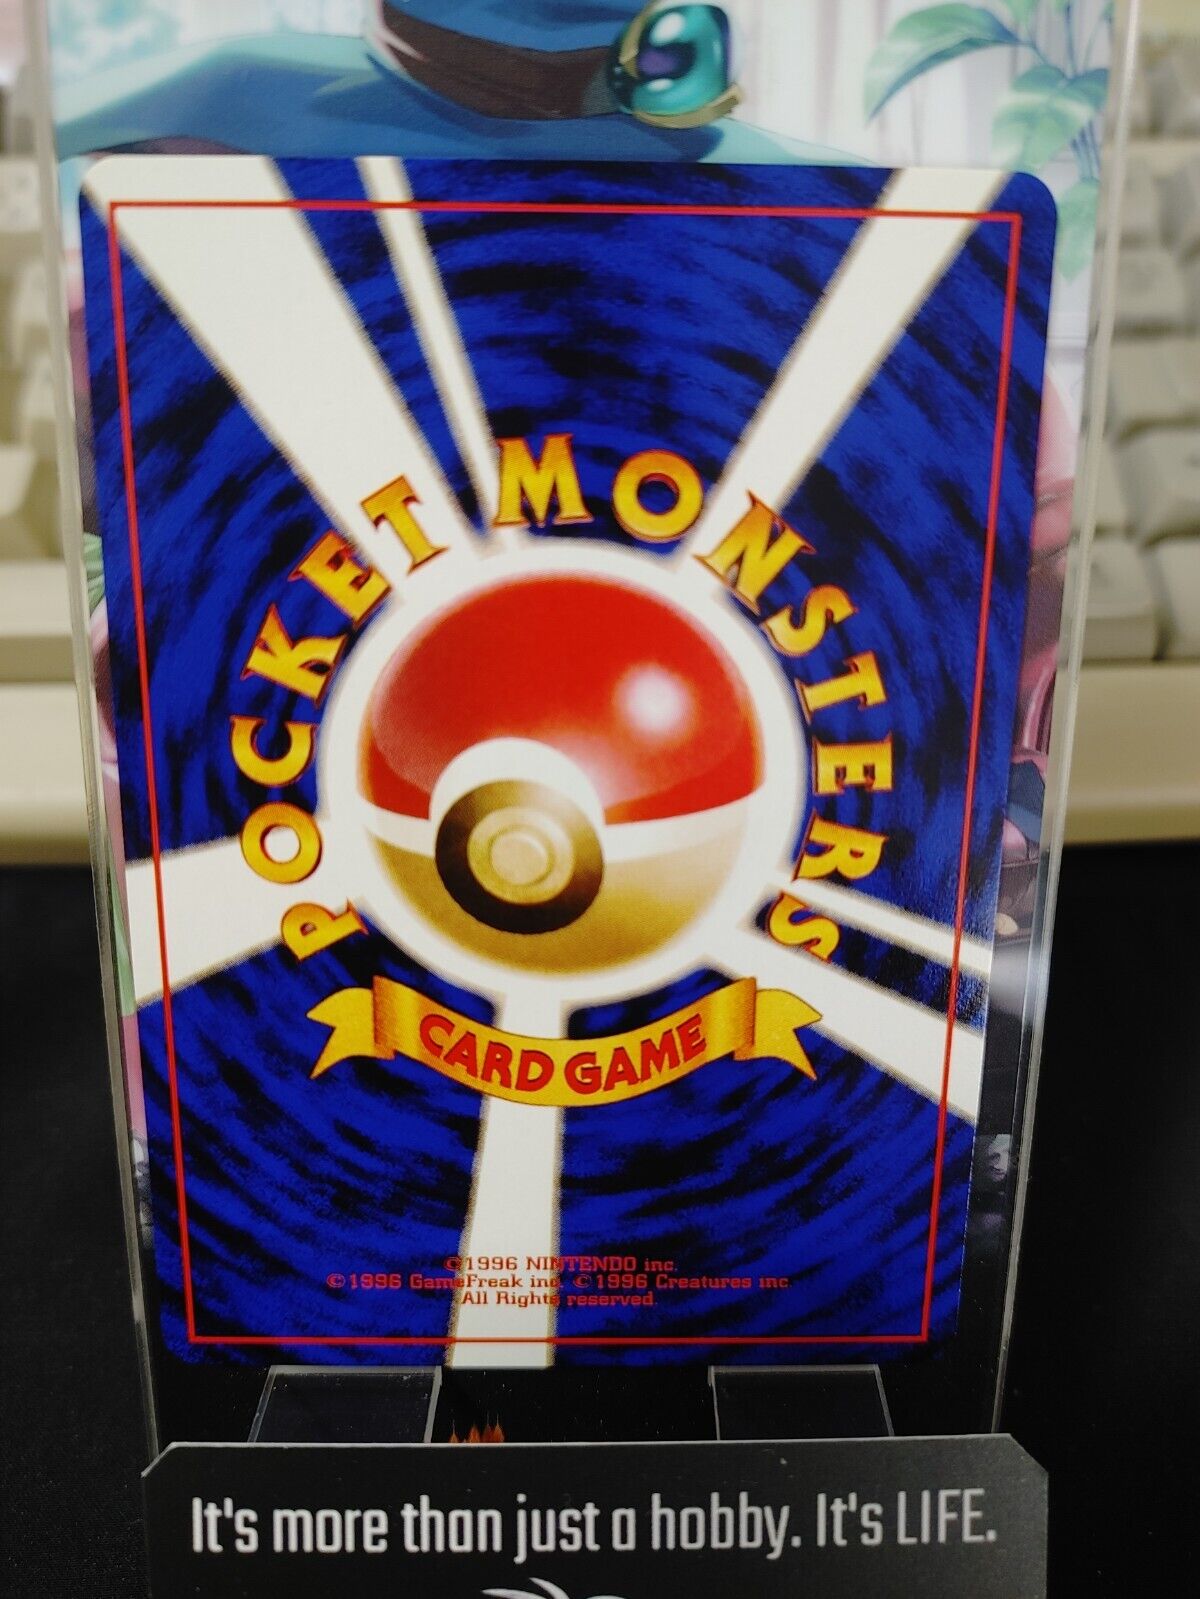 POCKET MONSTERS
CARD GAME
©1996 NINTENDO inc.
©1996 GameFreak inc. ©1996 Creatures inc.
All Rights reserved.
It's more than just a hobby. It's LIFE.